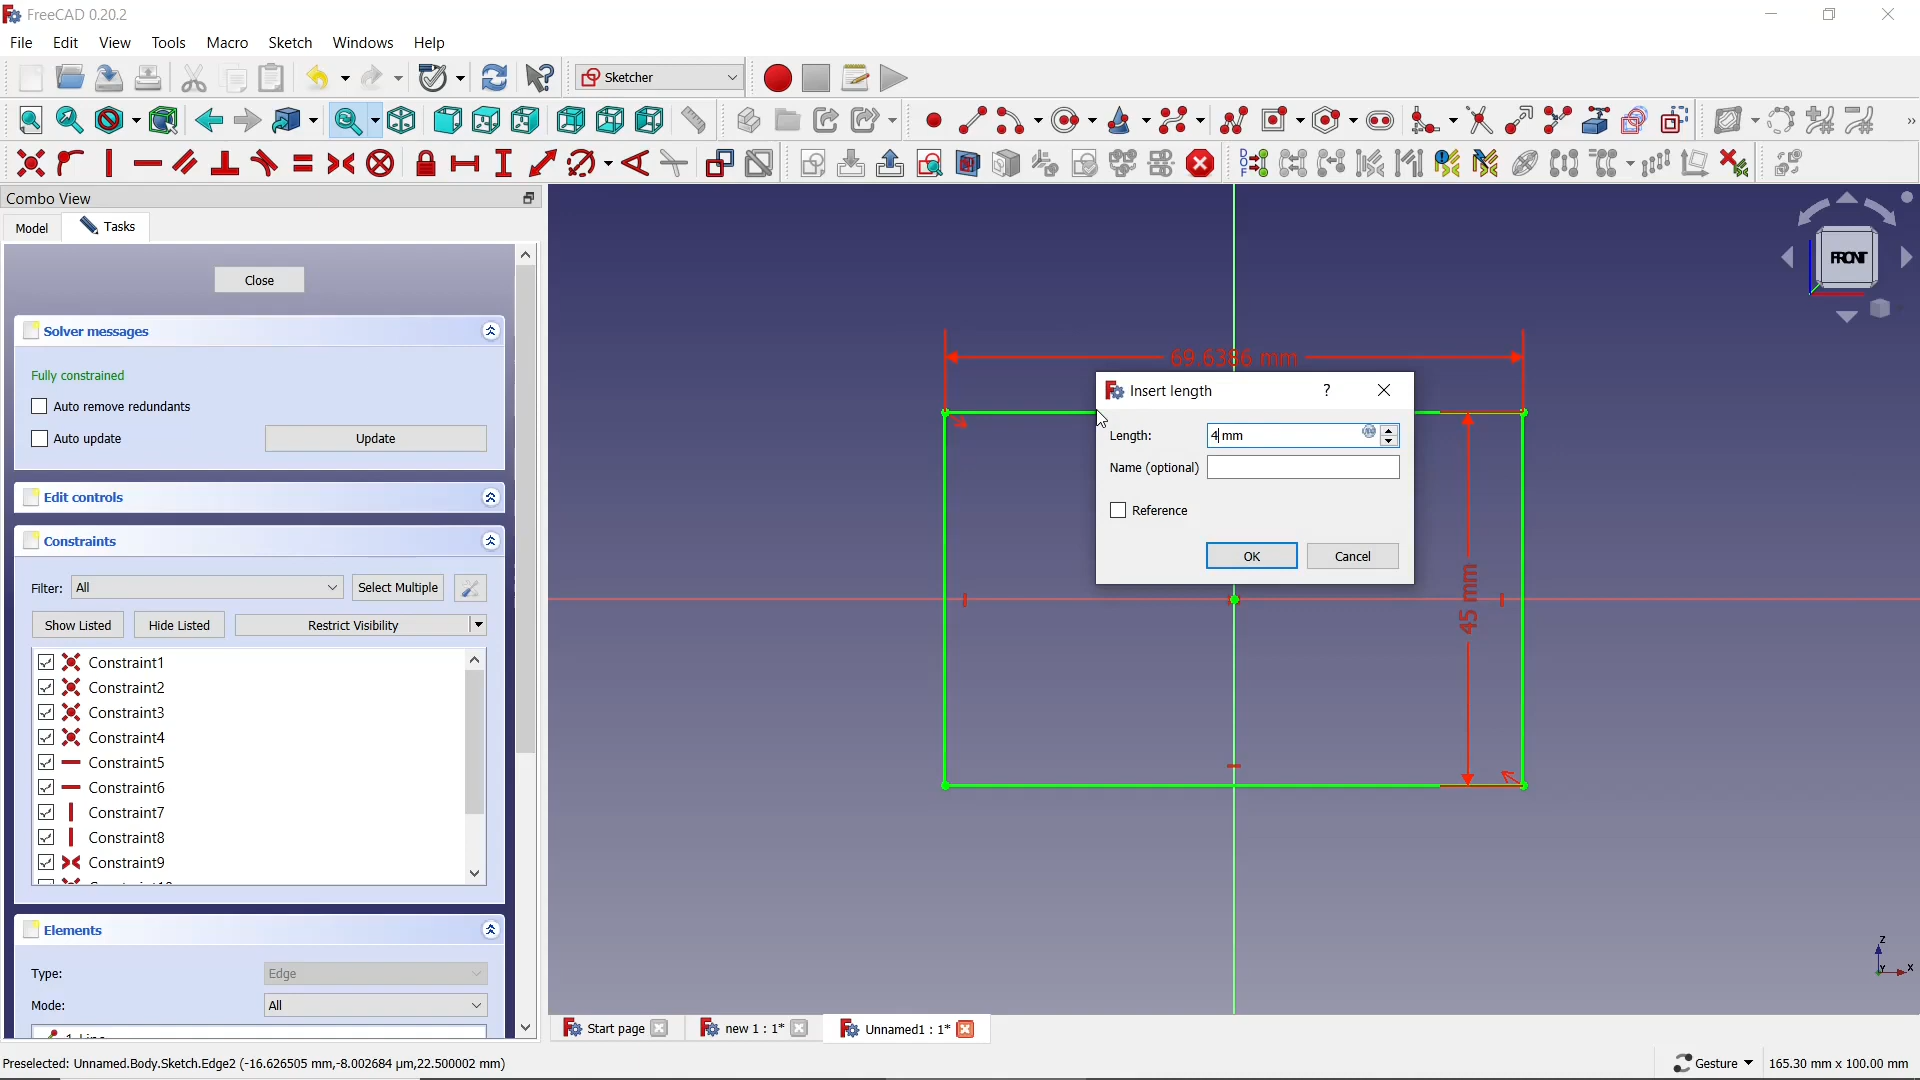 FreeCAD 0.20.2
File Edit View Tools Macro Sketch Windows Help
Sketcher
Combo View
Model Tasks
Close
Solver messages
Fully constrained
Auto remove redundants
Auto update Update
Edit controls
Constraints
Filter: All Select Multiple
Show Listed Hide Listed Restrict Visibility
Constraint1
Constraint2
Constraint3
Constraint4
Constraint5
Constraint6
Constraint7
Constraint8
Constraint9
Elements
Type: Edge
Mode: All
69.6386 mm
Insert length ?
Length: 4 mm
Name (optional)
Reference
OK Cancel
45 mm
FRONT
Z
Y X
Start page new 1 : 1* Unnamed1 : 1*
Preselected: Unnamed.Body.Sketch.Edge2 (-16.626505 mm,-8.002684 µm,22.500002 mm) Gesture 165.30 mm x 100.00 mm